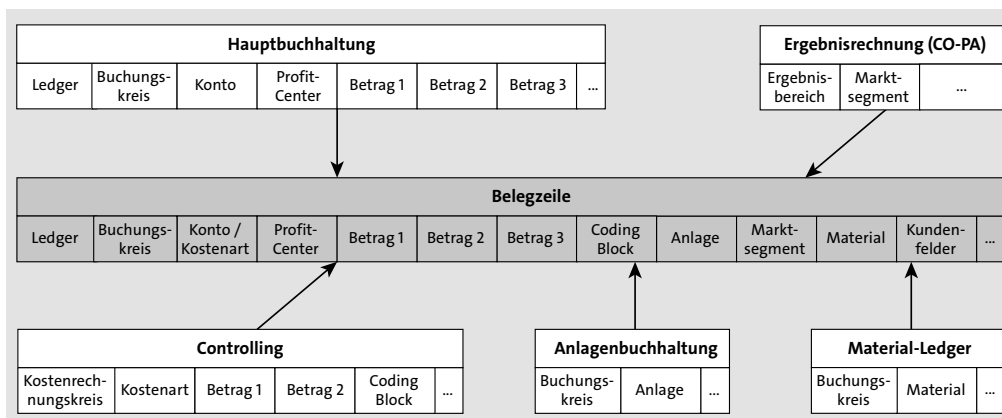 Hauptbuchhaltung
Ledger
Buchungs-
kreis
Konto
Profit-
Center
Betrag 1
Betrag 2
Betrag 3
...
Ergebnisrechnung (CO-PA)
Ergebnis-
bereich
Markt-
segment
...
Belegzeile
Ledger
Buchungs-
kreis
Konto /
Kostenart
Profit-
Center
Betrag 1
Betrag 2
Betrag 3
Coding
Block
Anlage
Markt-
segment
Material
Kunden-
felder
...
Controlling
Kostenrech-
nungskreis
Kostenart
Betrag 1
Betrag 2
Coding
Block
...
Anlagenbuchhaltung
Buchungs-
kreis
Anlage
...
Material-Ledger
Buchungs-
kreis
Material
...